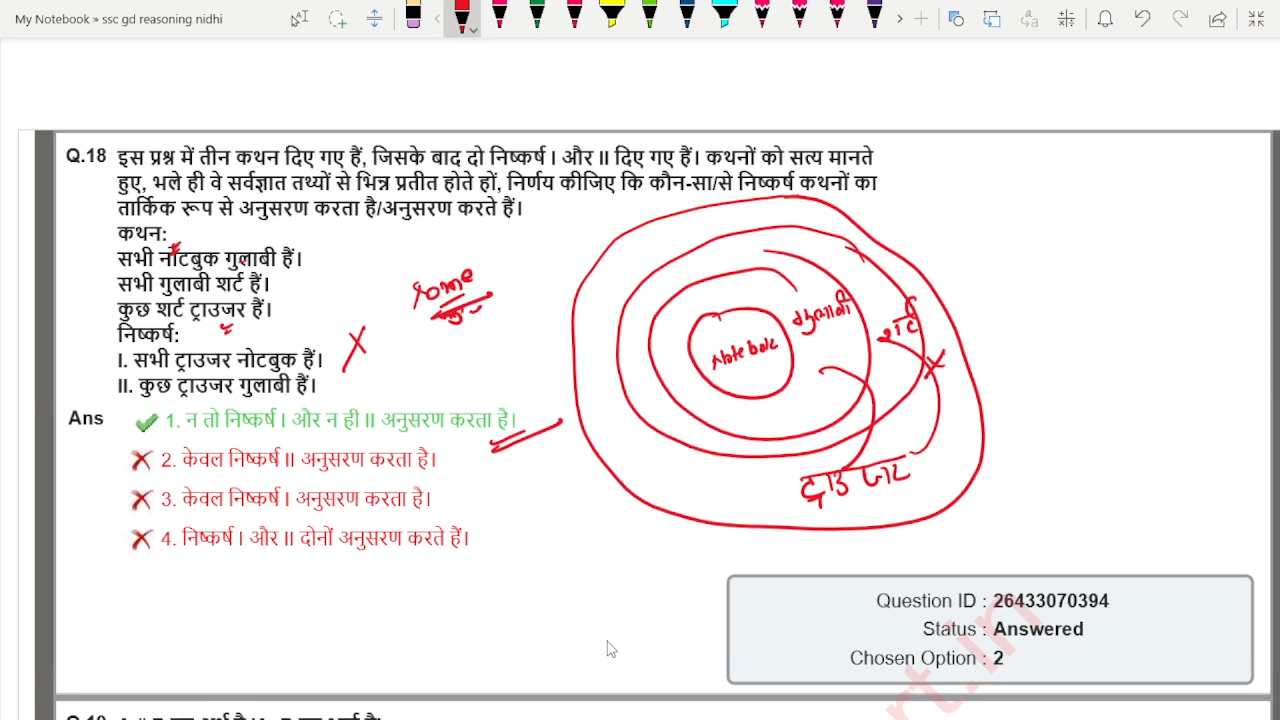 My Notebook » ssc gd reasoning nidhi
Q.18 इस प्रश्न में तीन कथन दिए गए हैं, जिसके बाद दो निष्कर्ष I और II दिए गए हैं। कथनों को सत्य मानते
हुए, भले ही वे सर्वज्ञात तथ्यों से भिन्न प्रतीत होते हों, निर्णय कीजिए कि कौन-सा/से निष्कर्ष कथनों का
तार्किक रूप से अनुसरण करता है/अनुसरण करते हैं।
कथन:
सभी नोटबुक गुलाबी हैं।
सभी गुलाबी शर्ट हैं।
कुछ शर्ट ट्राउजर हैं।
निष्कर्ष:
I. सभी ट्राउजर नोटबुक हैं।
II. कुछ ट्राउजर गुलाबी हैं।
some
शर्ट
Ans 1. न तो निष्कर्ष I और न ही II अनुसरण करता है।
2. केवल निष्कर्ष II अनुसरण करता है।
3. केवल निष्कर्ष I अनुसरण करता है।
4. निष्कर्ष I और II दोनों अनुसरण करते हैं।
Question ID : 26433070394
Status : Answered
Chosen Option : 2
rt.in